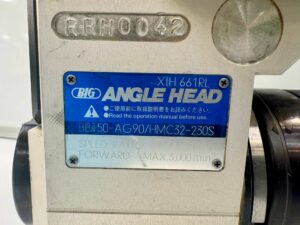 RRH0042
XIH 661RL
BIG ANGLE HEAD
●ご使用前に取扱説明書をお読みください
●Read the operation manual before use.
BBT50-AG90/HMC32-230S
SPEED RATIO
FORWARD MAX 3,000/min